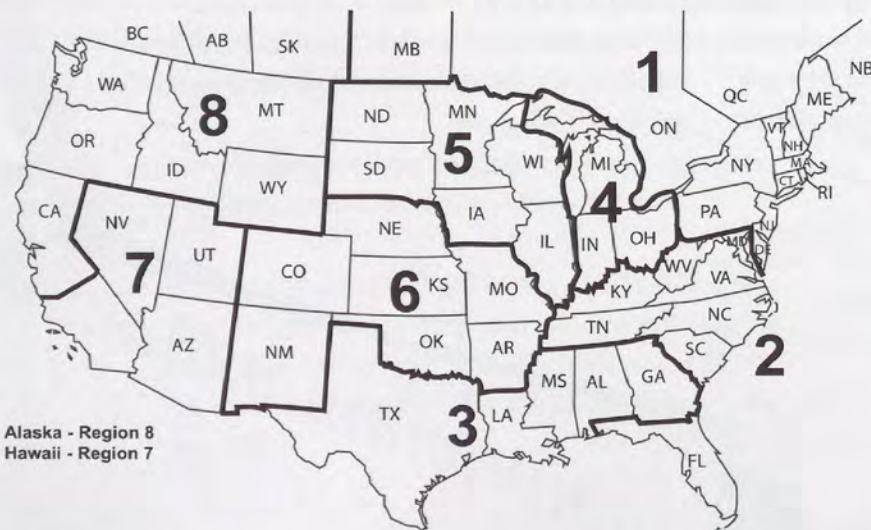 BC AB SK MB 1 QC NB
WA MT ND MN ON ME
8 VT
OR 5 WI MI NH
ID SD NY MA
WY CT RI
CA NV IA 4 PA
NE IL IN OH NJ
UT MD DE
7 CO 6 KS MO WV VA
KY
AZ NM OK AR TN NC
SC 2
MS AL GA
TX 3 LA
Alaska - Region 8
Hawaii - Region 7
FL